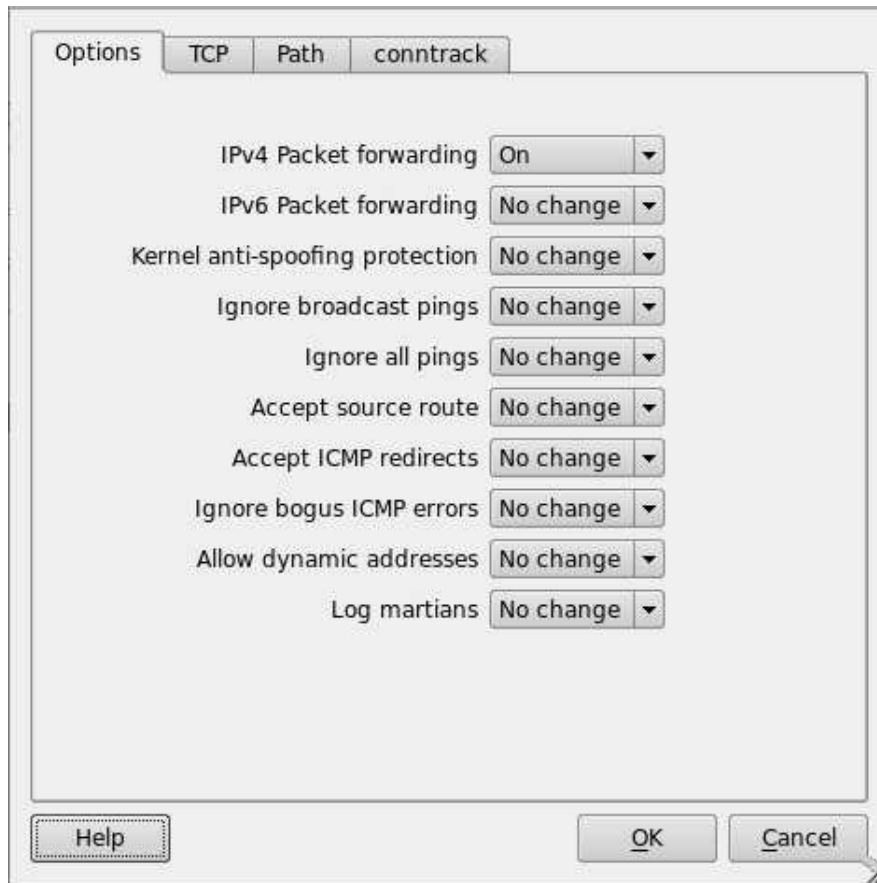 Options TCP Path conntrack
IPv4 Packet forwarding On
IPv6 Packet forwarding No change
Kernel anti-spoofing protection No change
Ignore broadcast pings No change
Ignore all pings No change
Accept source route No change
Accept ICMP redirects No change
Ignore bogus ICMP errors No change
Allow dynamic addresses No change
Log martians No change
Help OK Cancel